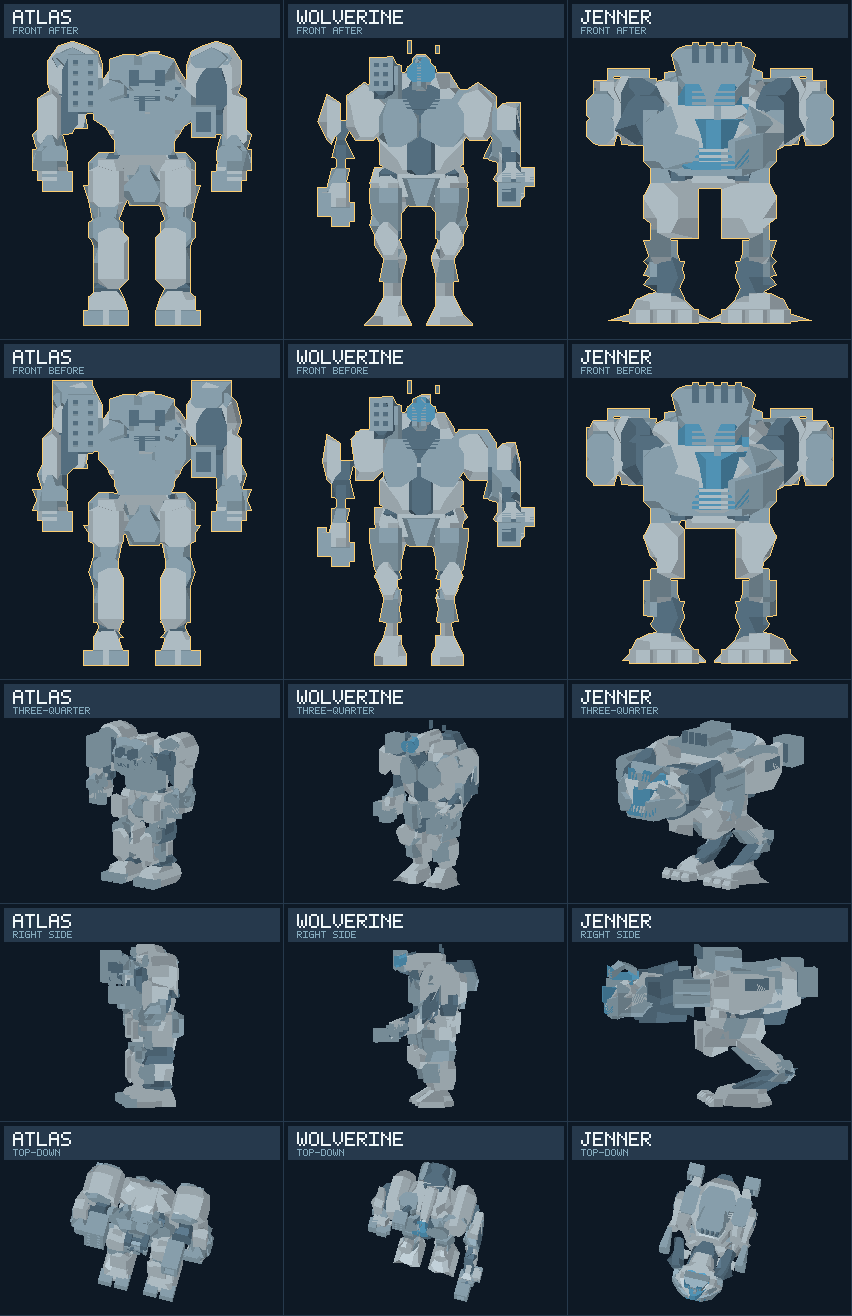 ATLAS
FRONT AFTER
WOLVERINE
FRONT AFTER
JENNER
FRONT AFTER
ATLAS
FRONT BEFORE
WOLVERINE
FRONT BEFORE
JENNER
FRONT BEFORE
ATLAS
THREE-QUARTER
WOLVERINE
THREE-QUARTER
JENNER
THREE-QUARTER
ATLAS
RIGHT SIDE
WOLVERINE
RIGHT SIDE
JENNER
RIGHT SIDE
ATLAS
TOP-DOWN
WOLVERINE
TOP-DOWN
JENNER
TOP-DOWN